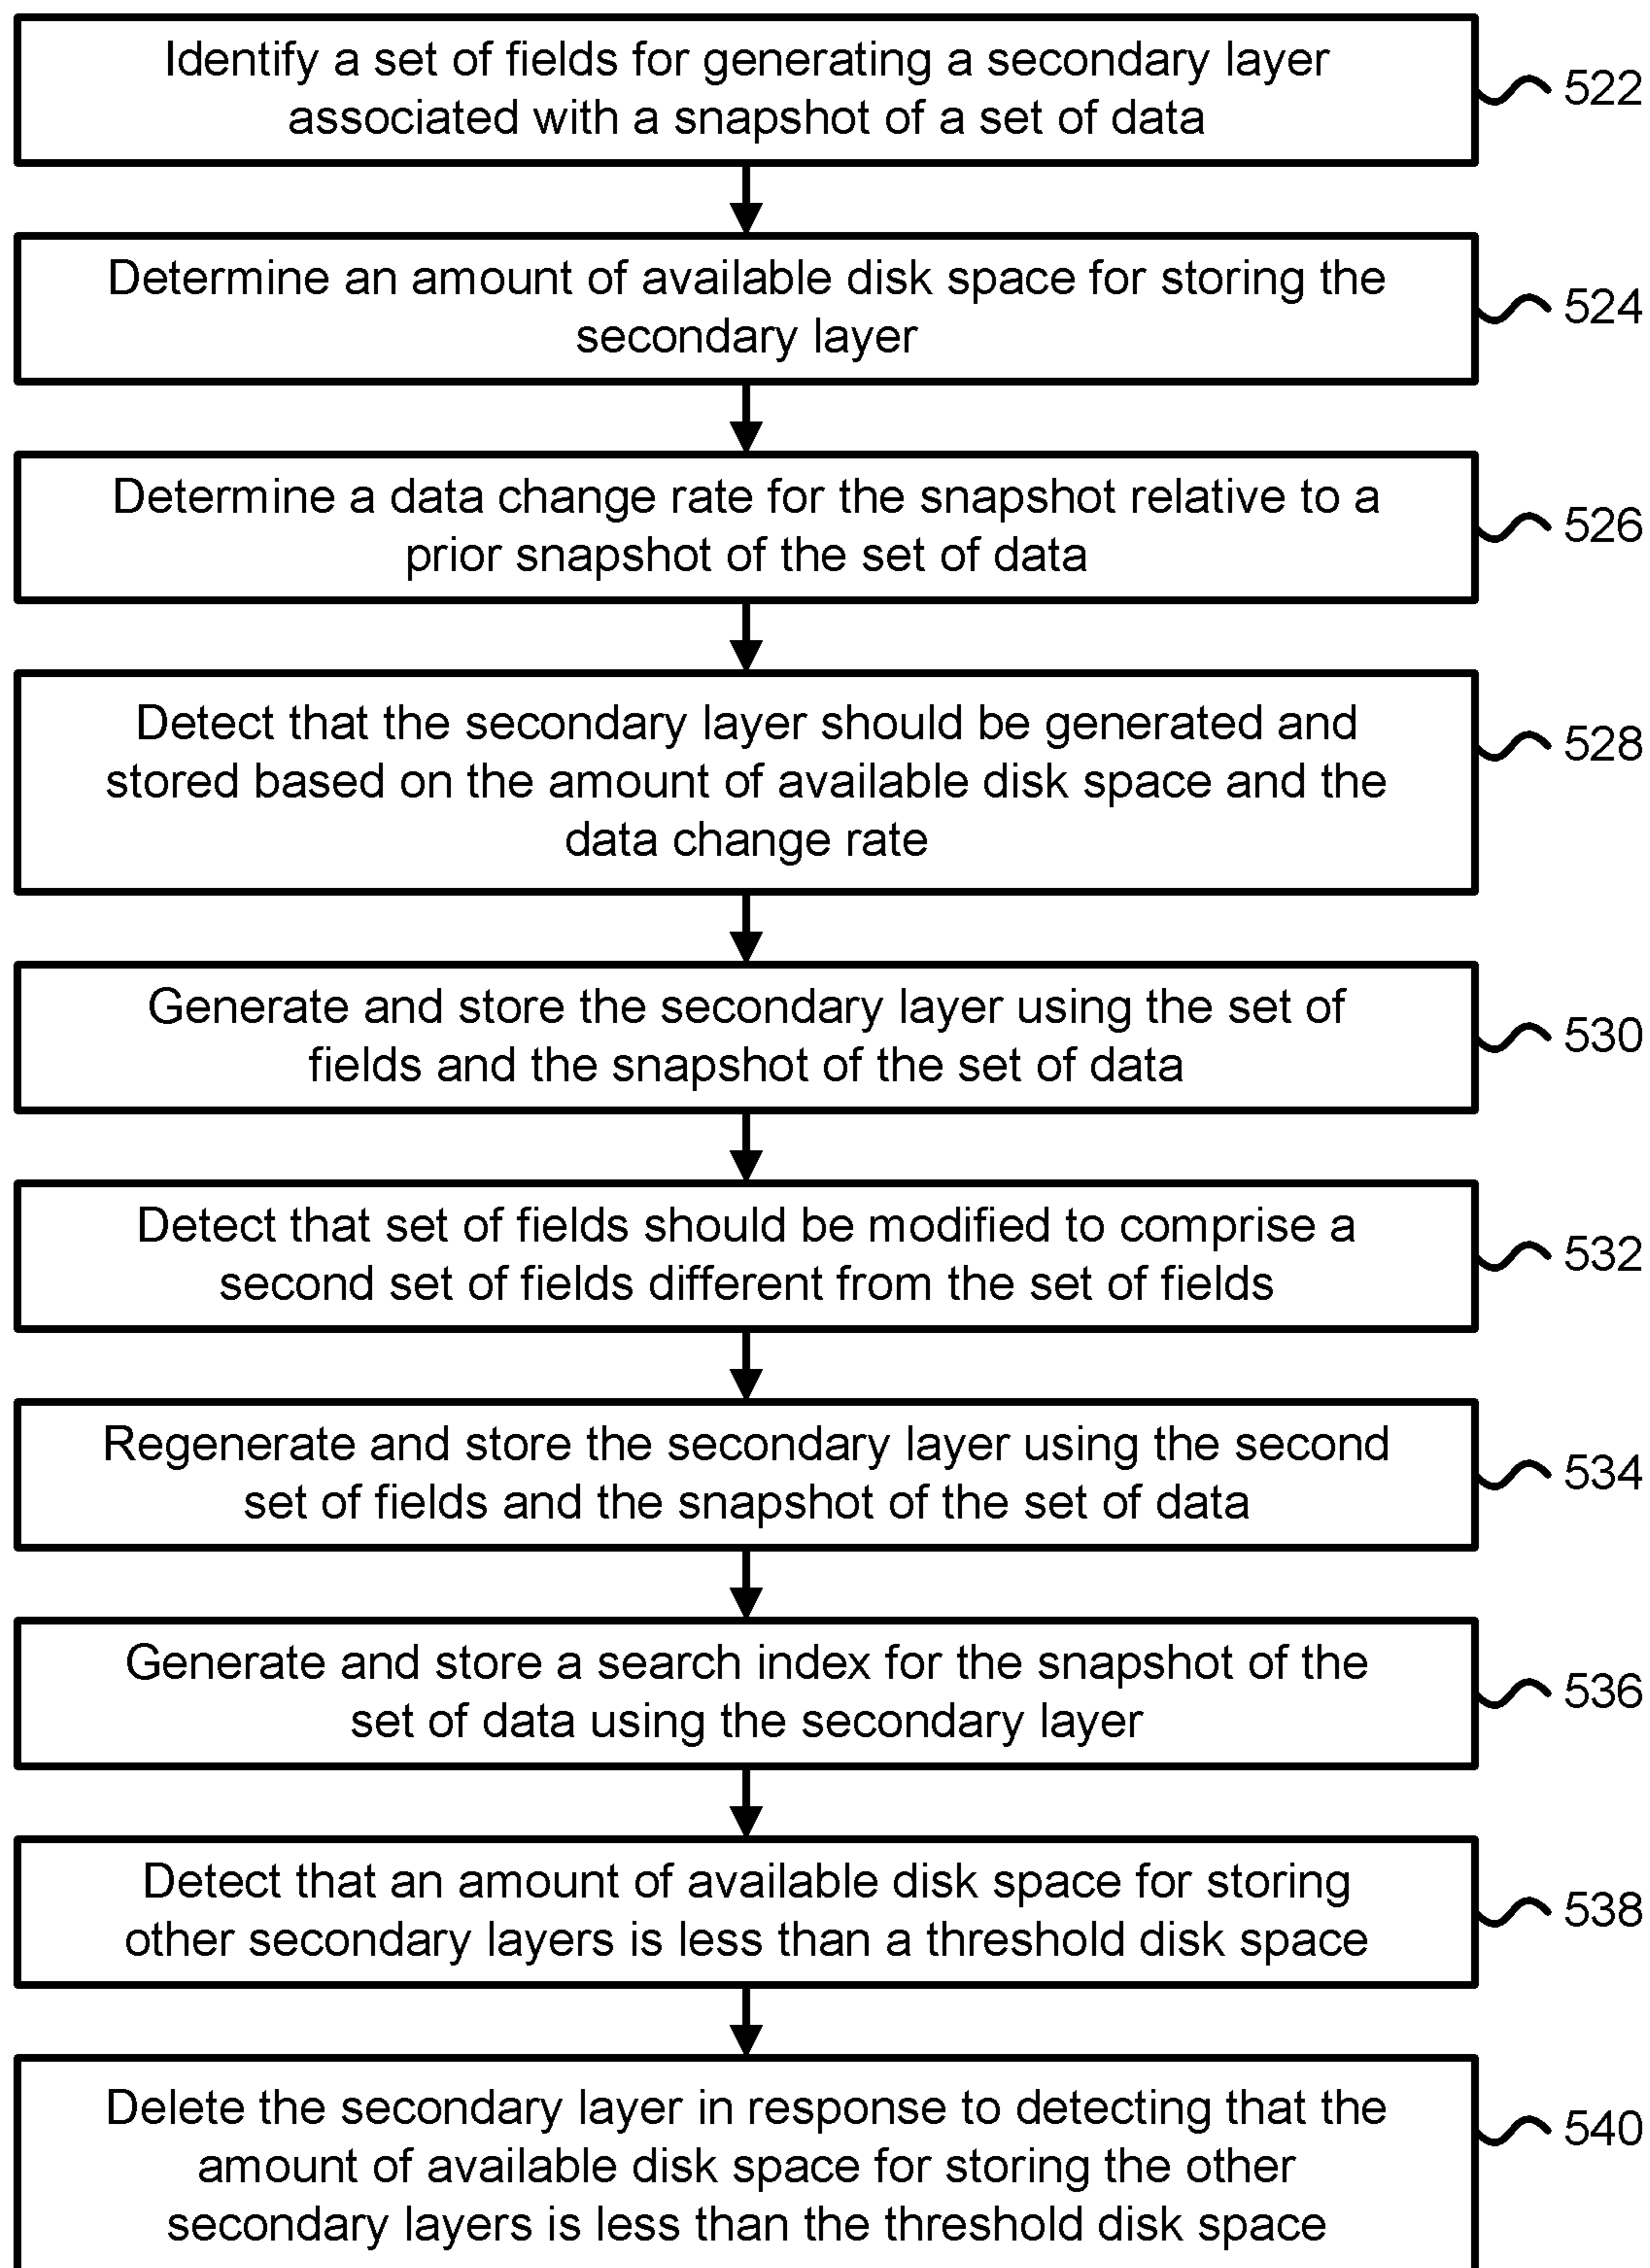 Identify a set of fields for generating a secondary layer
associated with a snapshot of a set of data
522
Determine an amount of available disk space for storing the
secondary layer
524
Determine a data change rate for the snapshot relative to a
prior snapshot of the set of data
526
Detect that the secondary layer should be generated and
stored based on the amount of available disk space and the
data change rate
528
Generate and store the secondary layer using the set of
fields and the snapshot of the set of data
530
Detect that set of fields should be modified to comprise a
second set of fields different from the set of fields
532
Regenerate and store the secondary layer using the second
set of fields and the snapshot of the set of data
534
Generate and store a search index for the snapshot of the
set of data using the secondary layer
536
Detect that an amount of available disk space for storing
other secondary layers is less than a threshold disk space
538
Delete the secondary layer in response to detecting that the
amount of available disk space for storing the other
secondary layers is less than the threshold disk space
540